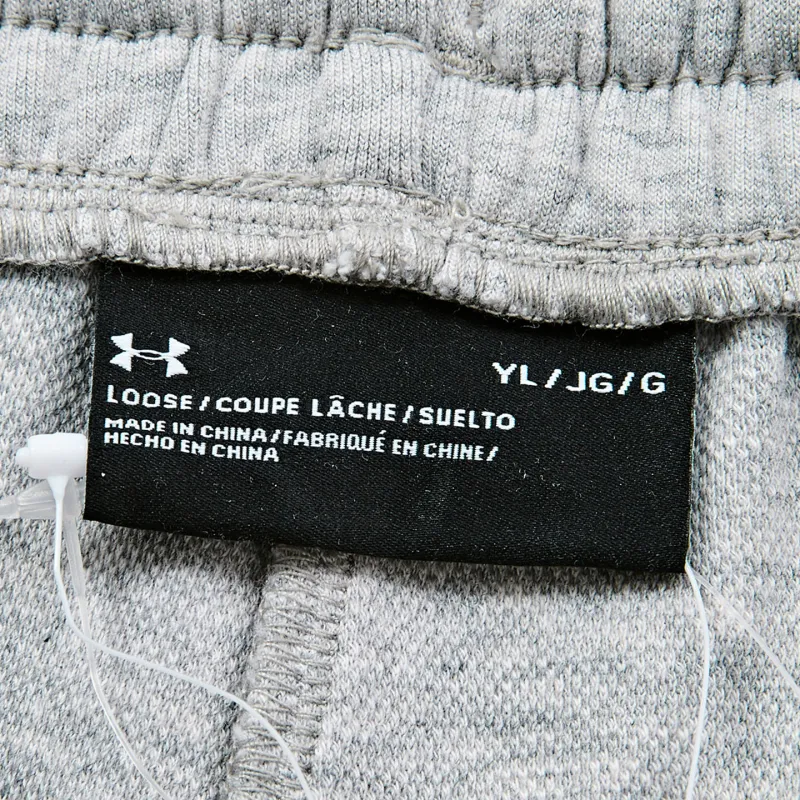 YL/JG/G
LOOSE/COUPE LÂCHE/SUELTO
MADE IN CHINA/FABRIQUÉ EN CHINE/
HECHO EN CHINA